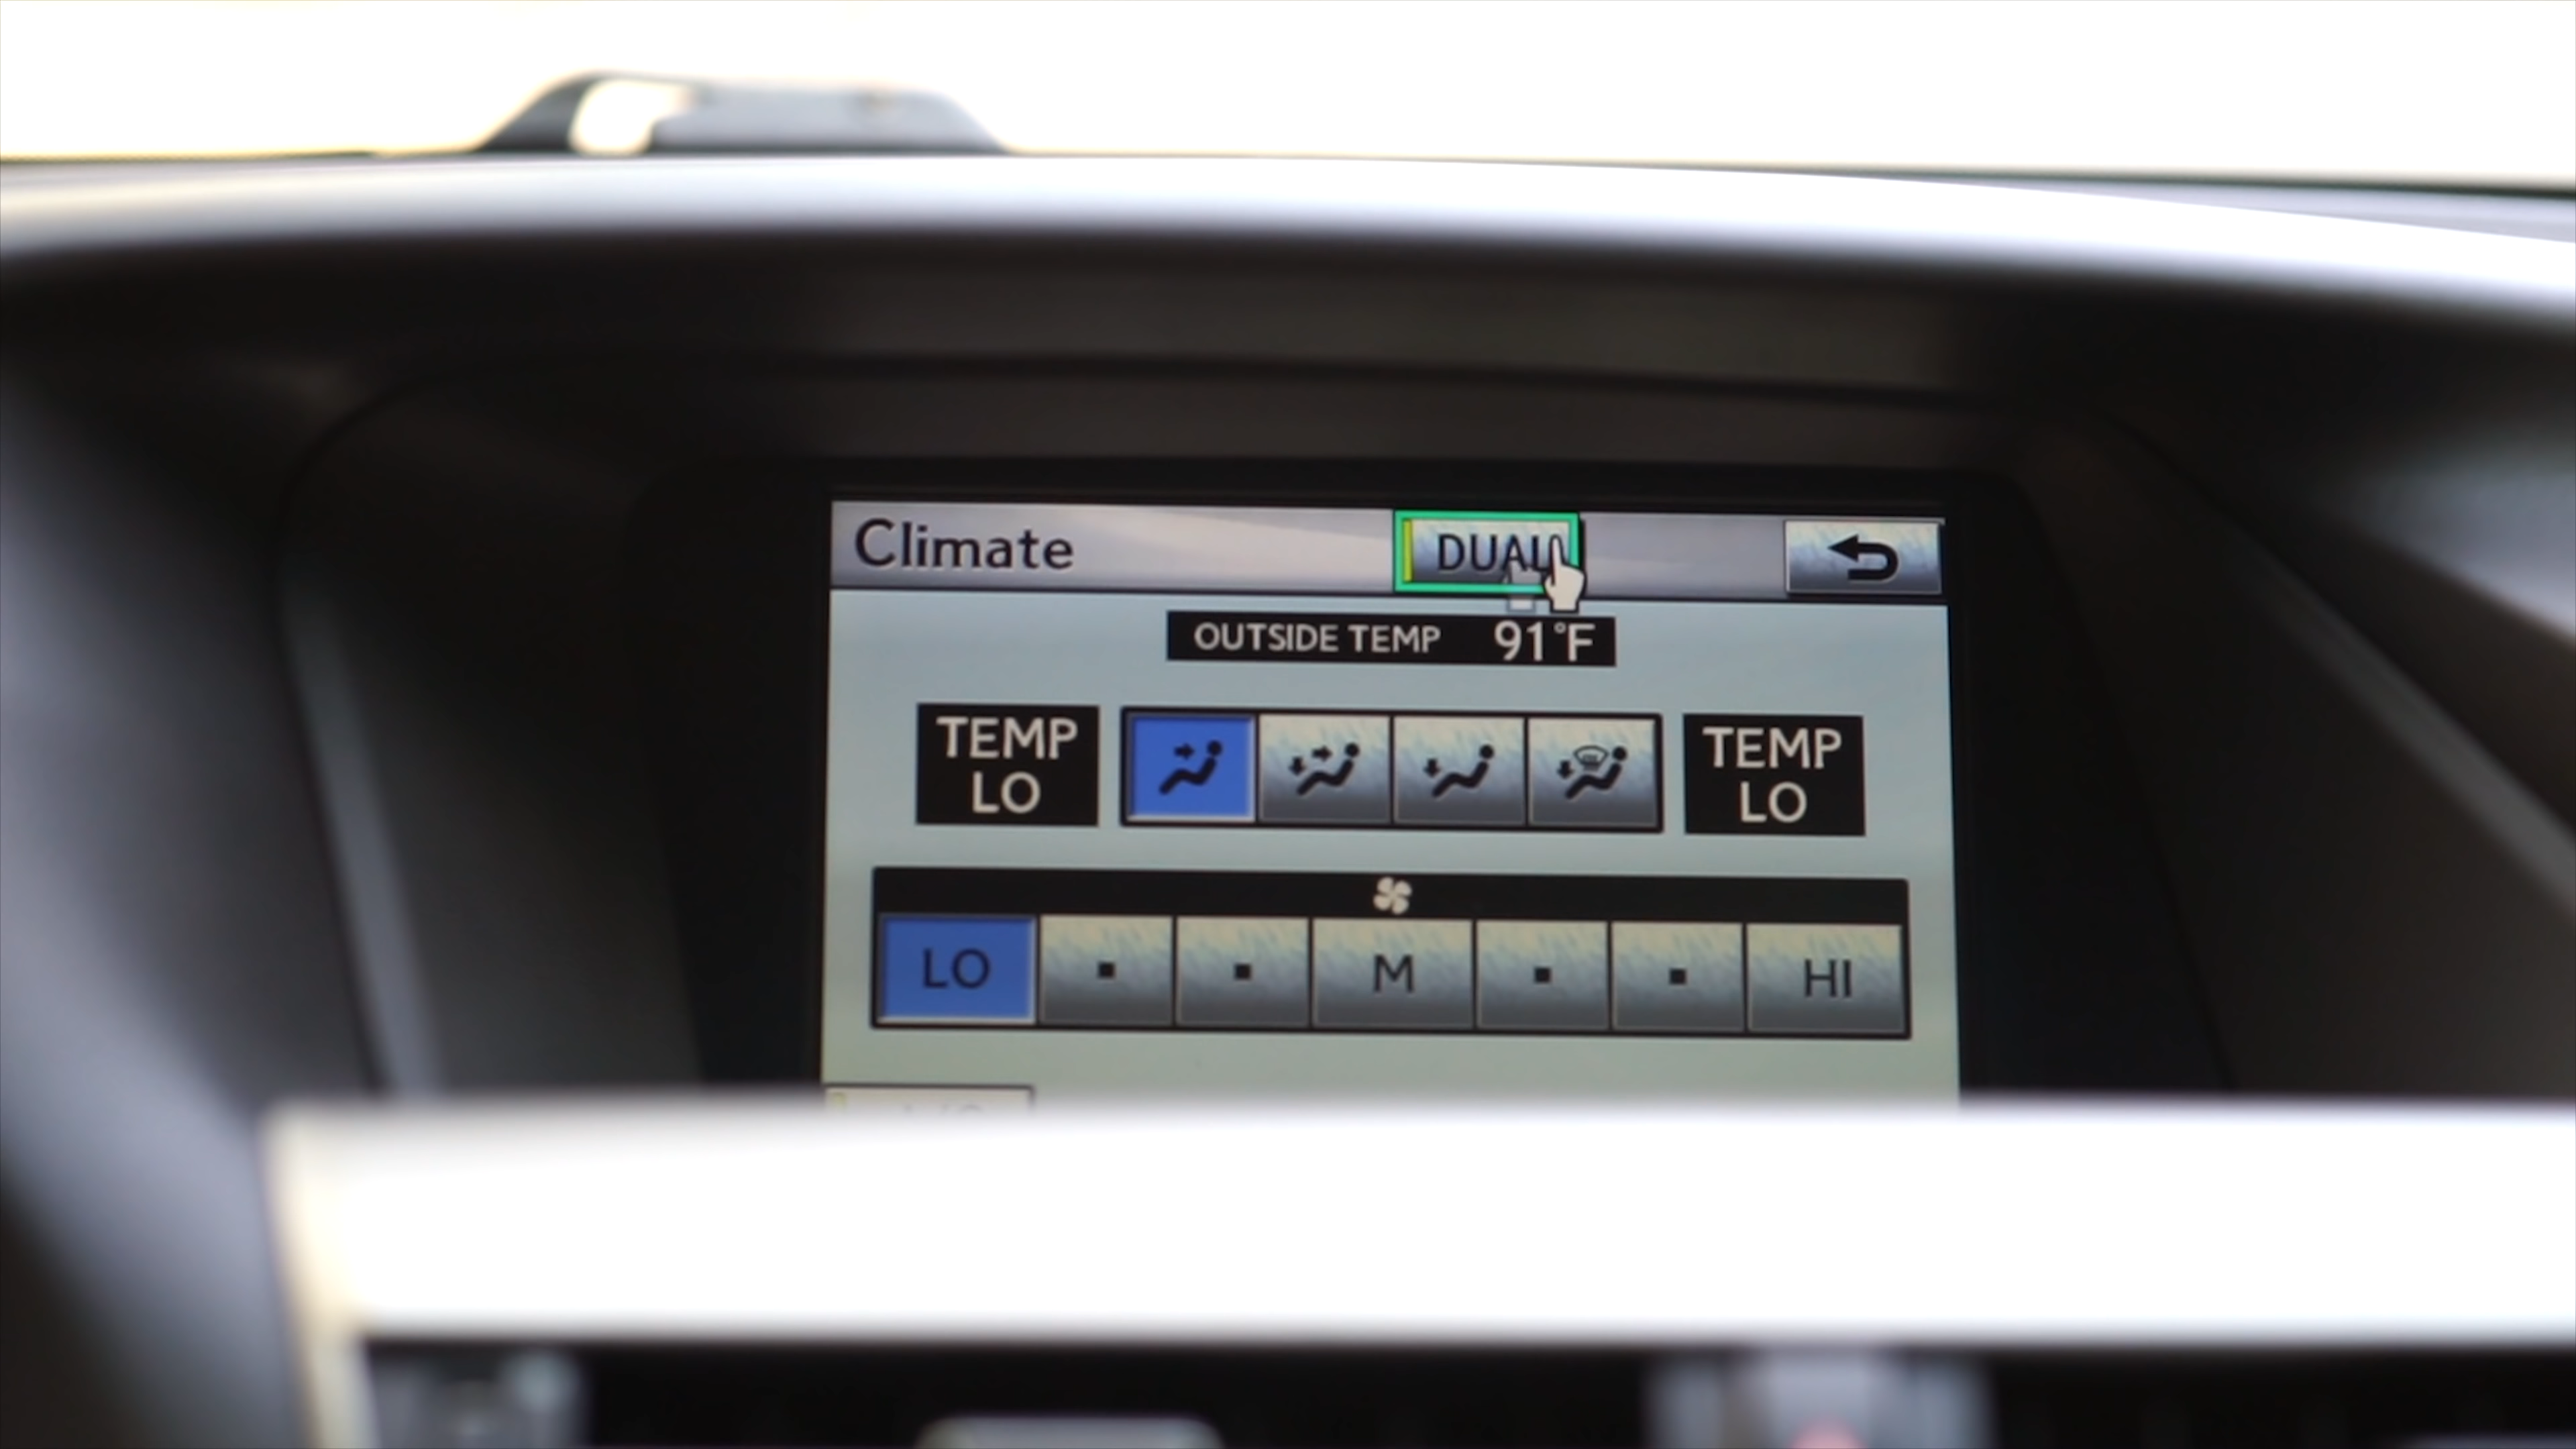 Climate
DUAL
OUTSIDE TEMP 91°F
TEMP
LO
TEMP
LO
LO
M
HI